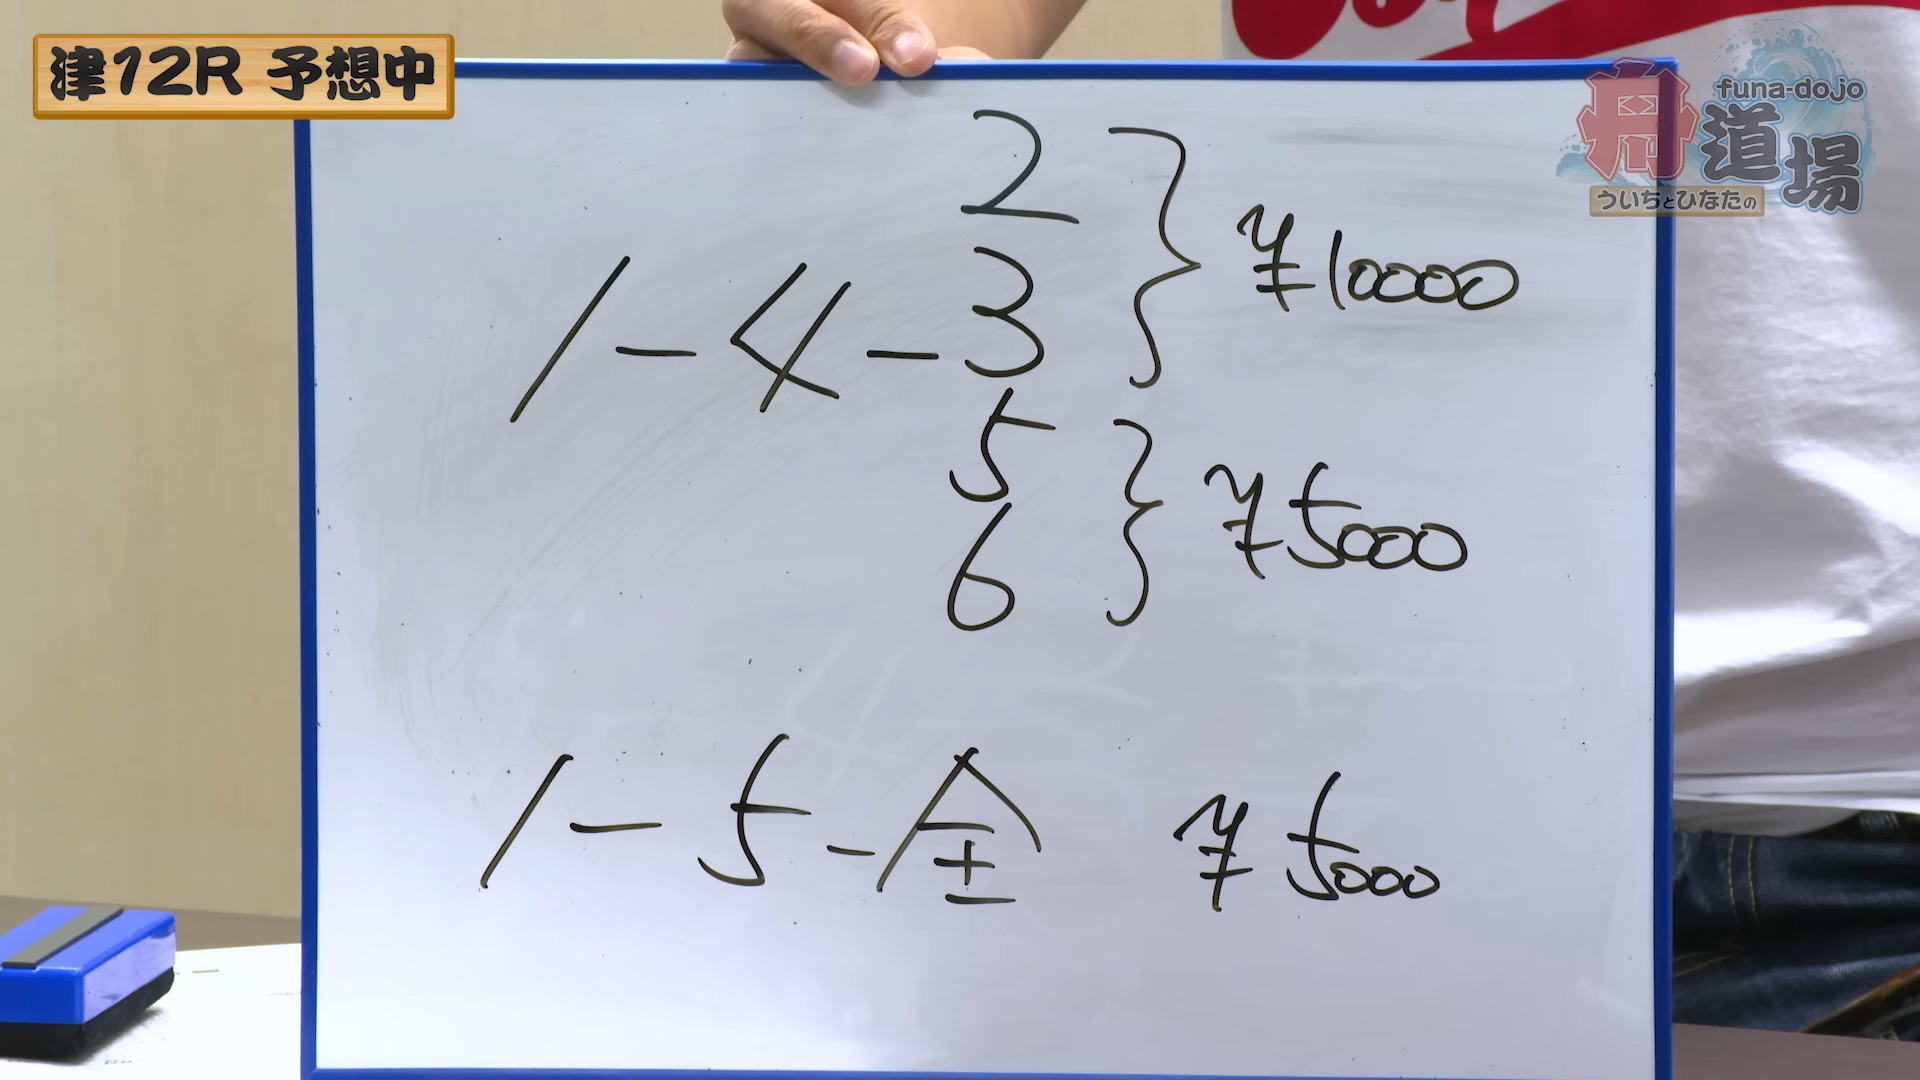 津12R 予想中
funa-dojo
舟道場
ういちとひなたの
2
3
¥10000
1-4-
5
6
¥5000
1-5-全 ¥5000